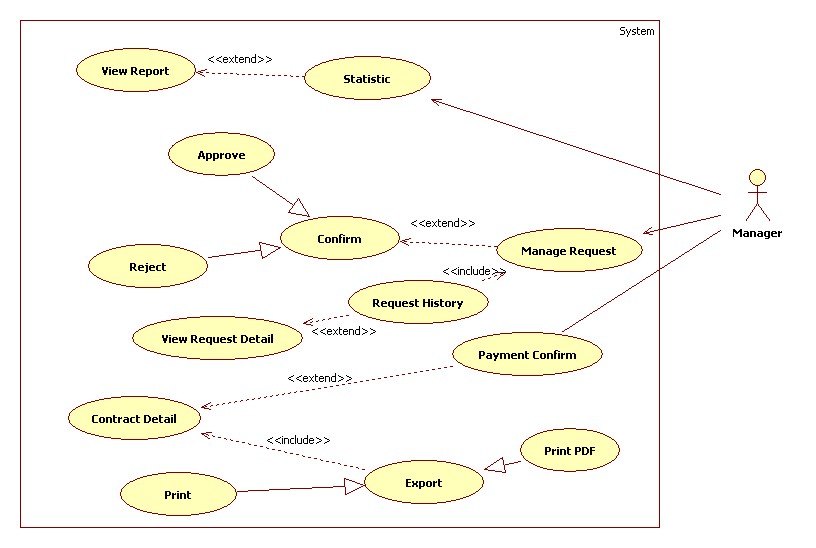 System
<<extend>>
View Report
Statistic
Approve
Manager
<<extend>>
Confirm
Manage Request
Reject
<<include>>
Request History
<<extend>>
View Request Detail
Payment Confirm
<<extend>>
Contract Detail
<<include>>
Print PDF
Export
Print